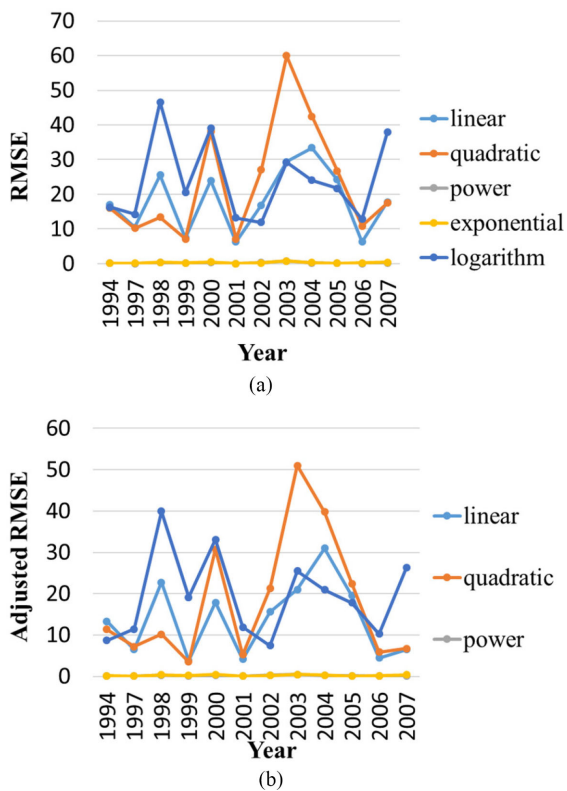 70
60
50
40
30
20
10
0
RMSE
1994 1997 1998 1999 2000 2001 2002 2003 2004 2005 2006 2007
Year
linear
quadratic
power
exponential
logarithm
(a)
60
50
40
30
20
10
0
Adjusted RMSE
1994 1997 1998 1999 2000 2001 2002 2003 2004 2005 2006 2007
Year
linear
quadratic
power
(b)